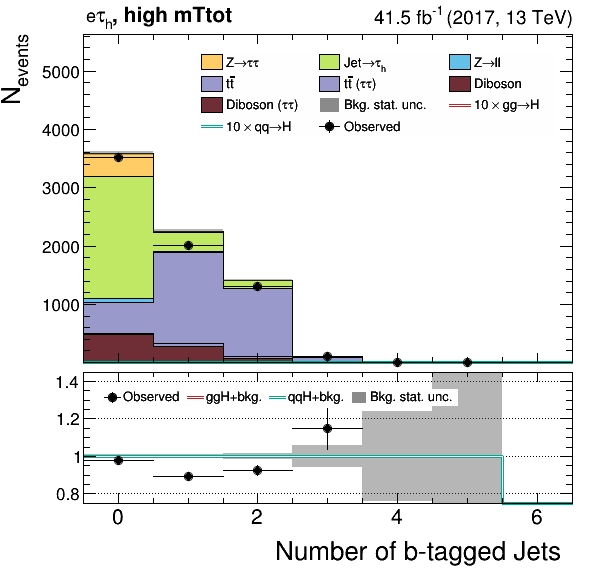 eτh, high mTtot 41.5 fb-1 (2017, 13 TeV)
Nevents
Z→ττ Jet→τh Z→ll
tt̄ tt̄ (ττ) Diboson
Diboson (ττ) Bkg. stat. unc. 10 × gg→H
10 × qq→H Observed
5000
4000
3000
2000
1000
1.4
Observed ggH+bkg. qqH+bkg. Bkg. stat. unc.
1.2
1
0.8
0 2 4 6
Number of b-tagged Jets